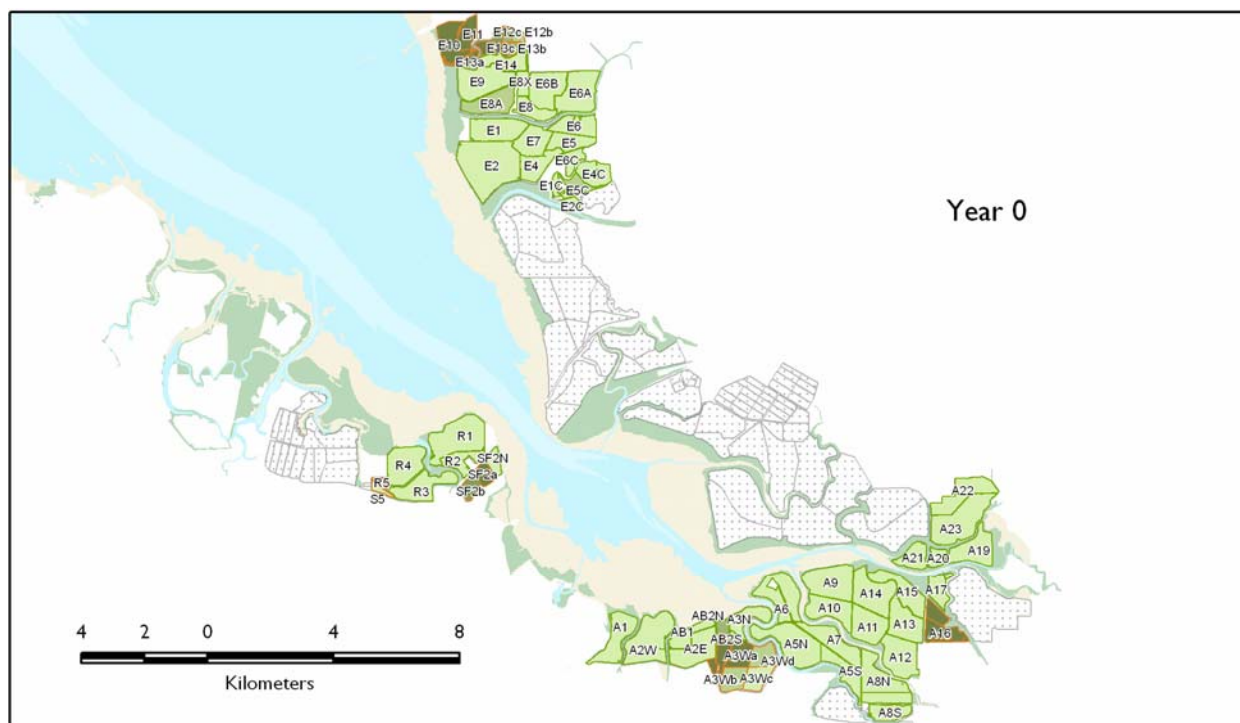 E10
E11
E12c
E12b
E13c
E13b
E13a
E14
E9
E8X
E6B
E6A
E8A
E8
E1
E6
E7
E5
E2
E4
E6C
E4C
E1C
E5C
E2C
Year 0
R1
R4
R2
SF2N
R5
SF2a
R3
SF2b
S5
A22
A23
A19
A21
A20
A9
A14
A15
A17
A6
A10
A11
A13
A16
AB2N
A3N
A1
AB1
AB2S
A5N
A7
A2W
A2E
A3Wa
A3Wd
A12
A3Wb
A3Wc
A5S
A8N
A8S
4 2 0 4 8
Kilometers